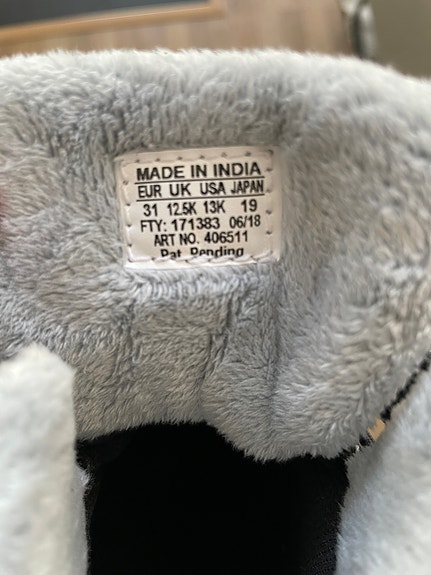 MADE IN INDIA
EUR UK USA JAPAN
31 12.5K 13K 19
FTY: 171383 06/18
ART NO. 406511
Pat. Pending